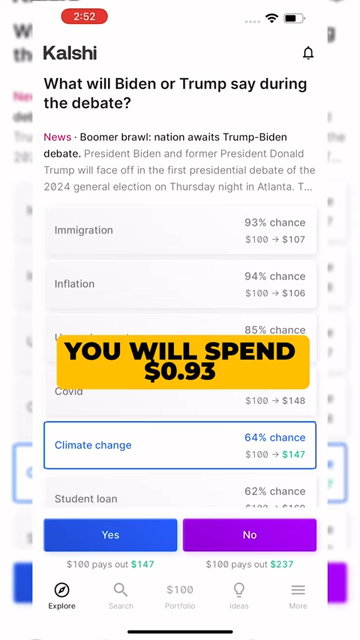 2:52
Kalshi
What will Biden or Trump say during
the debate?
News · Boomer brawl: nation awaits Trump-Biden
debate. President Biden and former President Donald
Trump will face off in the first presidential debate of the
2024 general election on Thursday night in Atlanta. T...
Immigration
93% chance
$100 → $107
Inflation
94% chance
$100 → $106
85% chance
YOU WILL SPEND
$0.93
Covid
$100 → $148
Climate change
64% chance
$100 → $147
Student loan
62% chance
Yes
No
$100 pays out $147
$100 pays out $237
$100
Explore
Search
Portfolio
Ideas
More